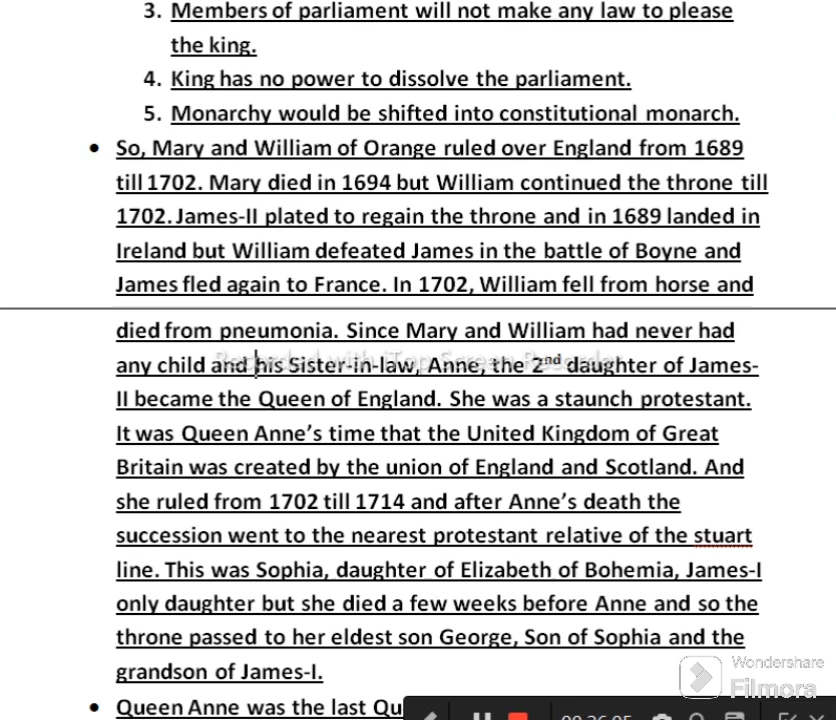 3. Members of parliament will not make any law to please
the king.
4. King has no power to dissolve the parliament.
5. Monarchy would be shifted into constitutional monarch.
• So, Mary and William of Orange ruled over England from 1689
till 1702. Mary died in 1694 but William continued the throne till
1702. James-II plated to regain the throne and in 1689 landed in
Ireland but William defeated James in the battle of Boyne and
James fled again to France. In 1702, William fell from horse and
died from pneumonia. Since Mary and William had never had
Recorded with iTop Screen Recorder
any child and his Sister-in-law, Anne, the 2nd daughter of James-
II became the Queen of England. She was a staunch protestant.
It was Queen Anne's time that the United Kingdom of Great
Britain was created by the union of England and Scotland. And
she ruled from 1702 till 1714 and after Anne's death the
succession went to the nearest protestant relative of the stuart
line. This was Sophia, daughter of Elizabeth of Bohemia, James-I
only daughter but she died a few weeks before Anne and so the
throne passed to her eldest son George, Son of Sophia and the
grandson of James-I.
Wondershare
Filmora
• Queen Anne was the last Qu